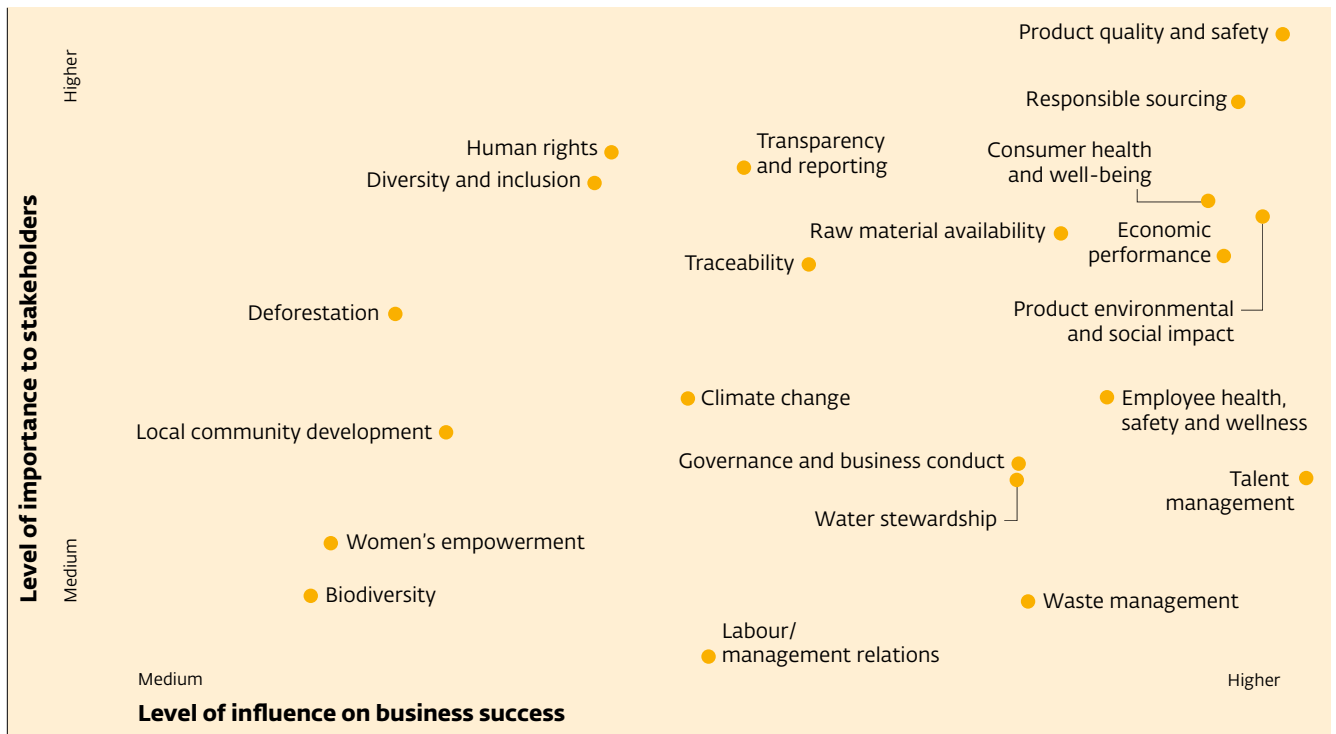 Product quality and safety
Higher
Responsible sourcing
Human rights
Transparency
and reporting
Consumer health
and well-being
Diversity and inclusion
Level of importance to stakeholders
Raw material availability
Economic
performance
Traceability
Deforestation
Product environmental
and social impact
Climate change
Employee health,
safety and wellness
Local community development
Governance and business conduct
Talent
management
Water stewardship
Women's empowerment
Medium
Biodiversity
Waste management
Labour/
management relations
Medium
Higher
Level of influence on business success